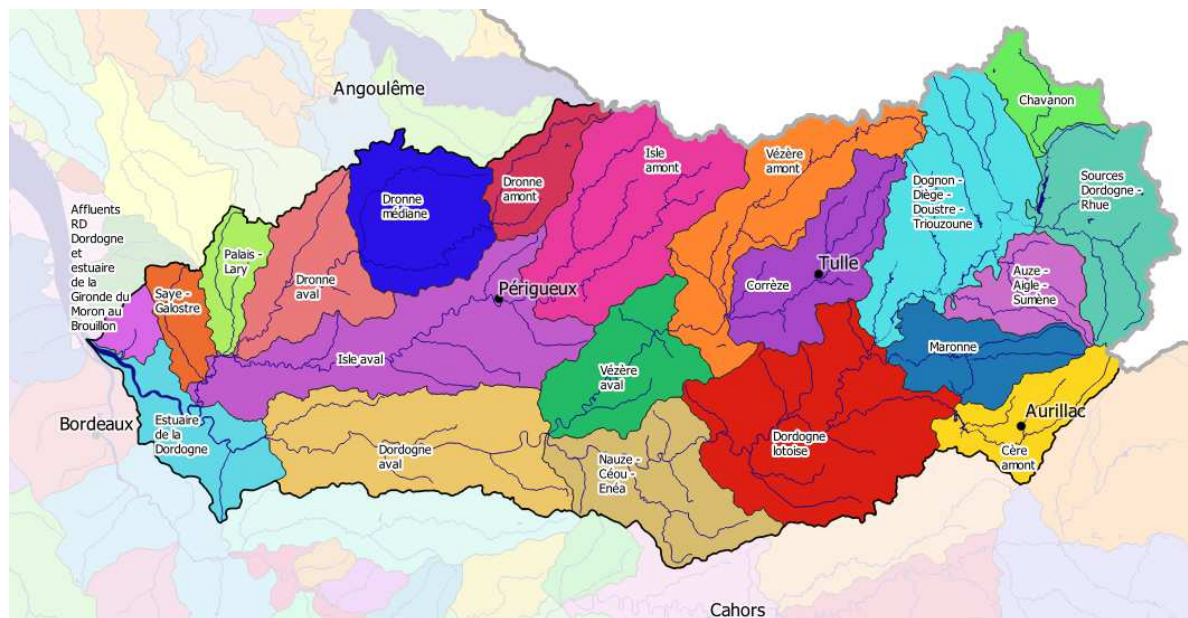 Angoulême
Chavanon
Isle
amont
Vézère
amont
Dronne
amont
Dronne
médiane
Dognon -
Diège -
Doustre -
Triouzoune
Sources
Dordogne -
Rhue
Affluents
RD
Dordogne
et
estuaire
de la
Gironde du
Moron au
Brouillon
Palais -
Lary
Dronne
aval
Saye -
Galostre
Périgueux
Tulle
Corrèze
Auze -
Aigle -
Sumène
Isle aval
Vézère
aval
Maronne
Bordeaux
Estuaire
de la
Dordogne
Dordogne
aval
Nauze -
Céou -
Enéa
Dordogne
lotoise
Aurillac
Cère
amont
Cahors